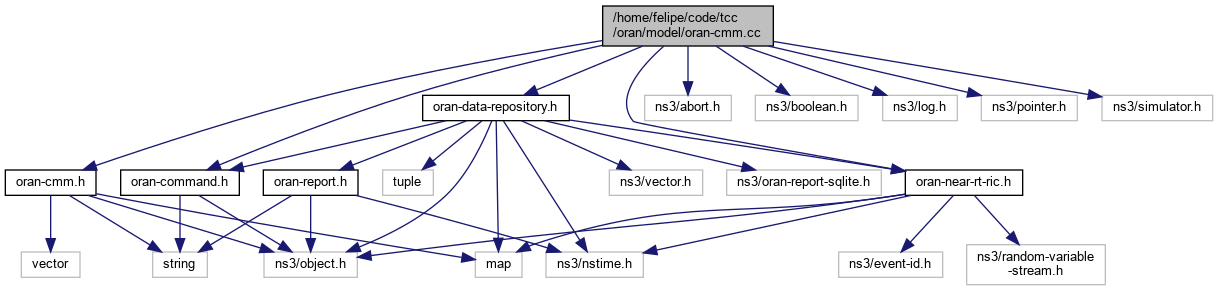 /home/felipe/code/tcc
/oran/model/oran-cmm.cc
oran-data-repository.h
ns3/abort.h
ns3/boolean.h
ns3/log.h
ns3/pointer.h
ns3/simulator.h
oran-cmm.h
oran-command.h
oran-report.h
tuple
ns3/vector.h
ns3/oran-report-sqlite.h
oran-near-rt-ric.h
vector
string
ns3/object.h
map
ns3/nstime.h
ns3/event-id.h
ns3/random-variable
-stream.h